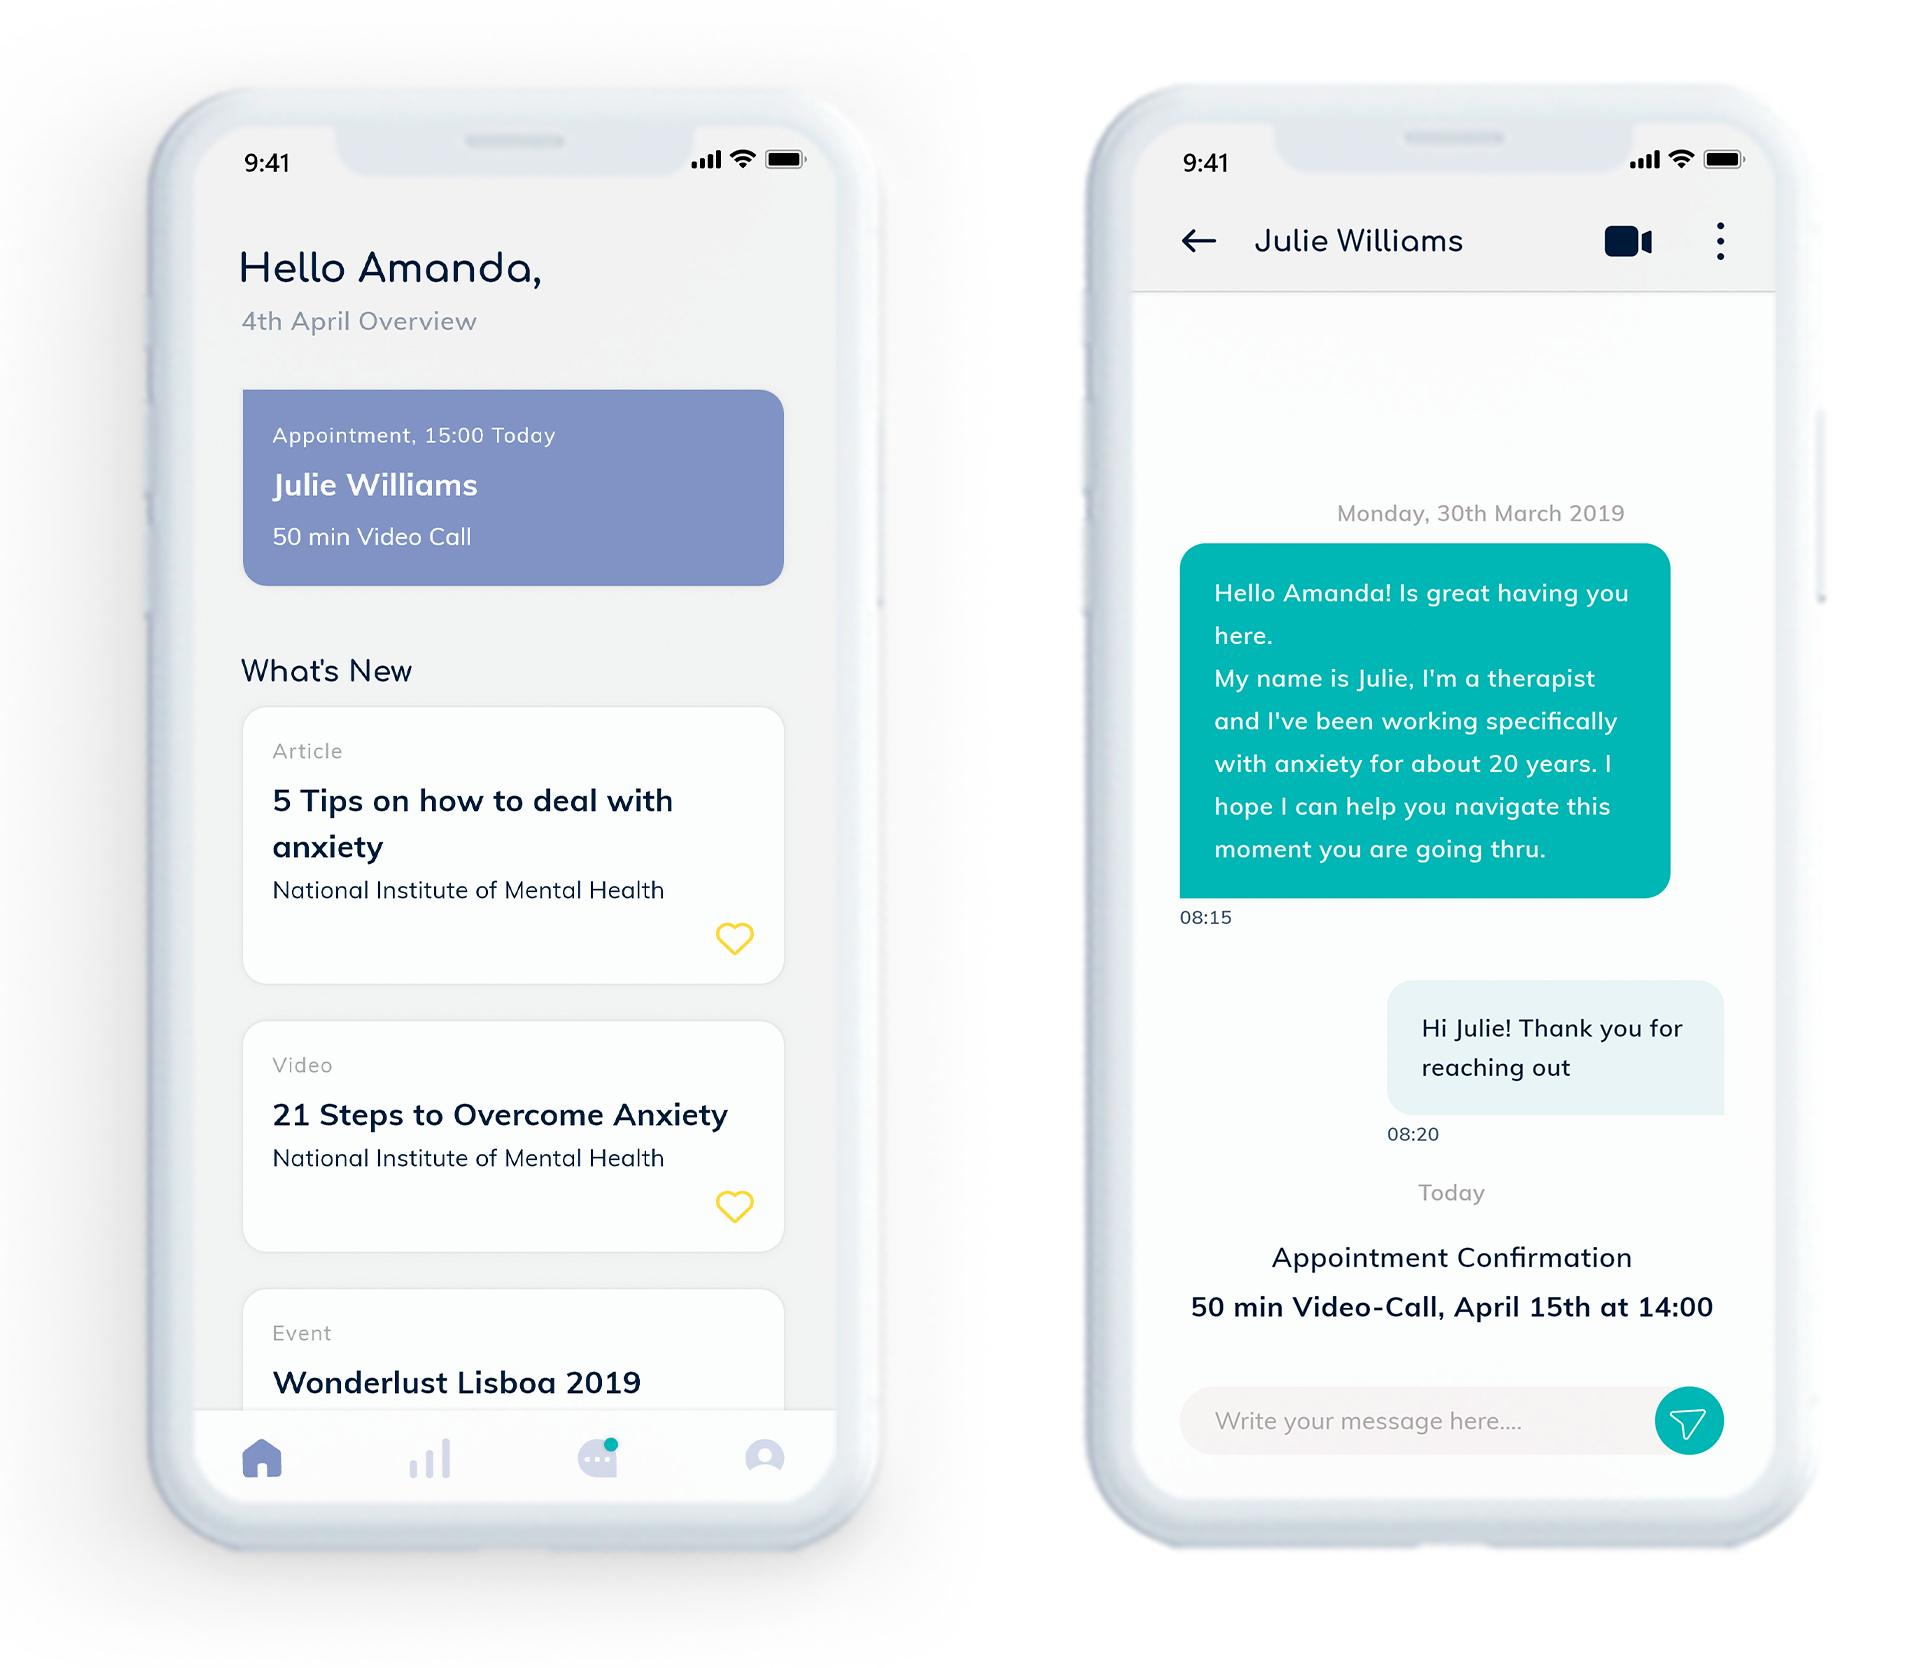 9:41
Hello Amanda,
4th April Overview
Appointment, 15:00 Today
Julie Williams
50 min Video Call
What's New
Article
5 Tips on how to deal with
anxiety
National Institute of Mental Health
Video
21 Steps to Overcome Anxiety
National Institute of Mental Health
Event
Wonderlust Lisboa 2019
9:41
Julie Williams
Monday, 30th March 2019
Hello Amanda! Is great having you
here.
My name is Julie, I'm a therapist
and I've been working specifically
with anxiety for about 20 years. I
hope I can help you navigate this
moment you are going thru.
08:15
Hi Julie! Thank you for
reaching out
08:20
Today
Appointment Confirmation
50 min Video-Call, April 15th at 14:00
Write your message here....